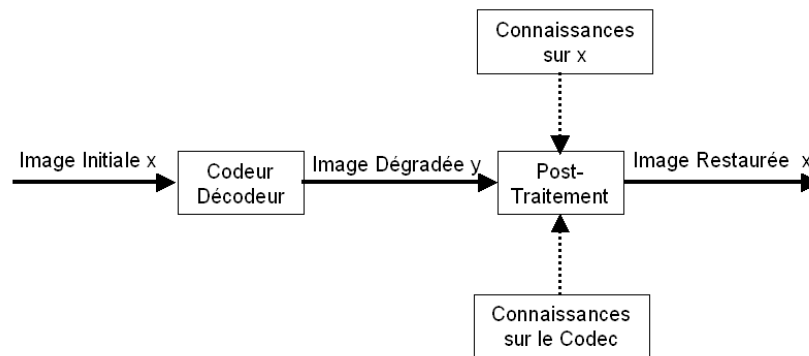 Connaissances
sur x
Image Initiale x
Codeur
Décodeur
Image Dégradée y
Post-
Traitement
Image Restaurée x
Connaissances
sur le Codec